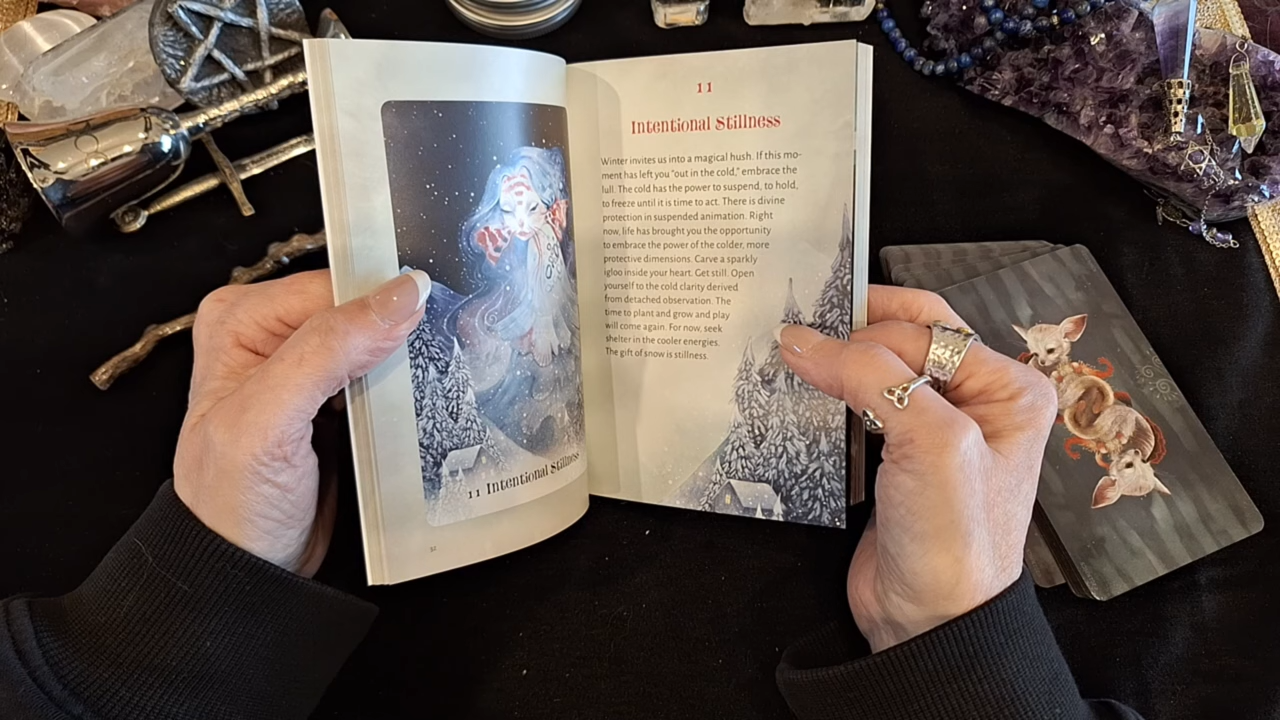 11 Intentional Stillness
52
11
Intentional Stillness
Winter invites us into a magical hush. If this mo-
ment has left you "out in the cold," embrace the
lull. The cold has the power to suspend, to hold,
to freeze until it is time to act. There is divine
protection in suspended animation. Right
now, life has brought you the opportunity
to embrace the power of the colder, more
protective dimensions. Carve a sparkly
igloo inside your heart. Get still. Open
yourself to the cold clarity derived
from detached observation. The
time to plant and grow and play
will come again. For now, seek
shelter in the cooler energies.
The gift of snow is stillness.